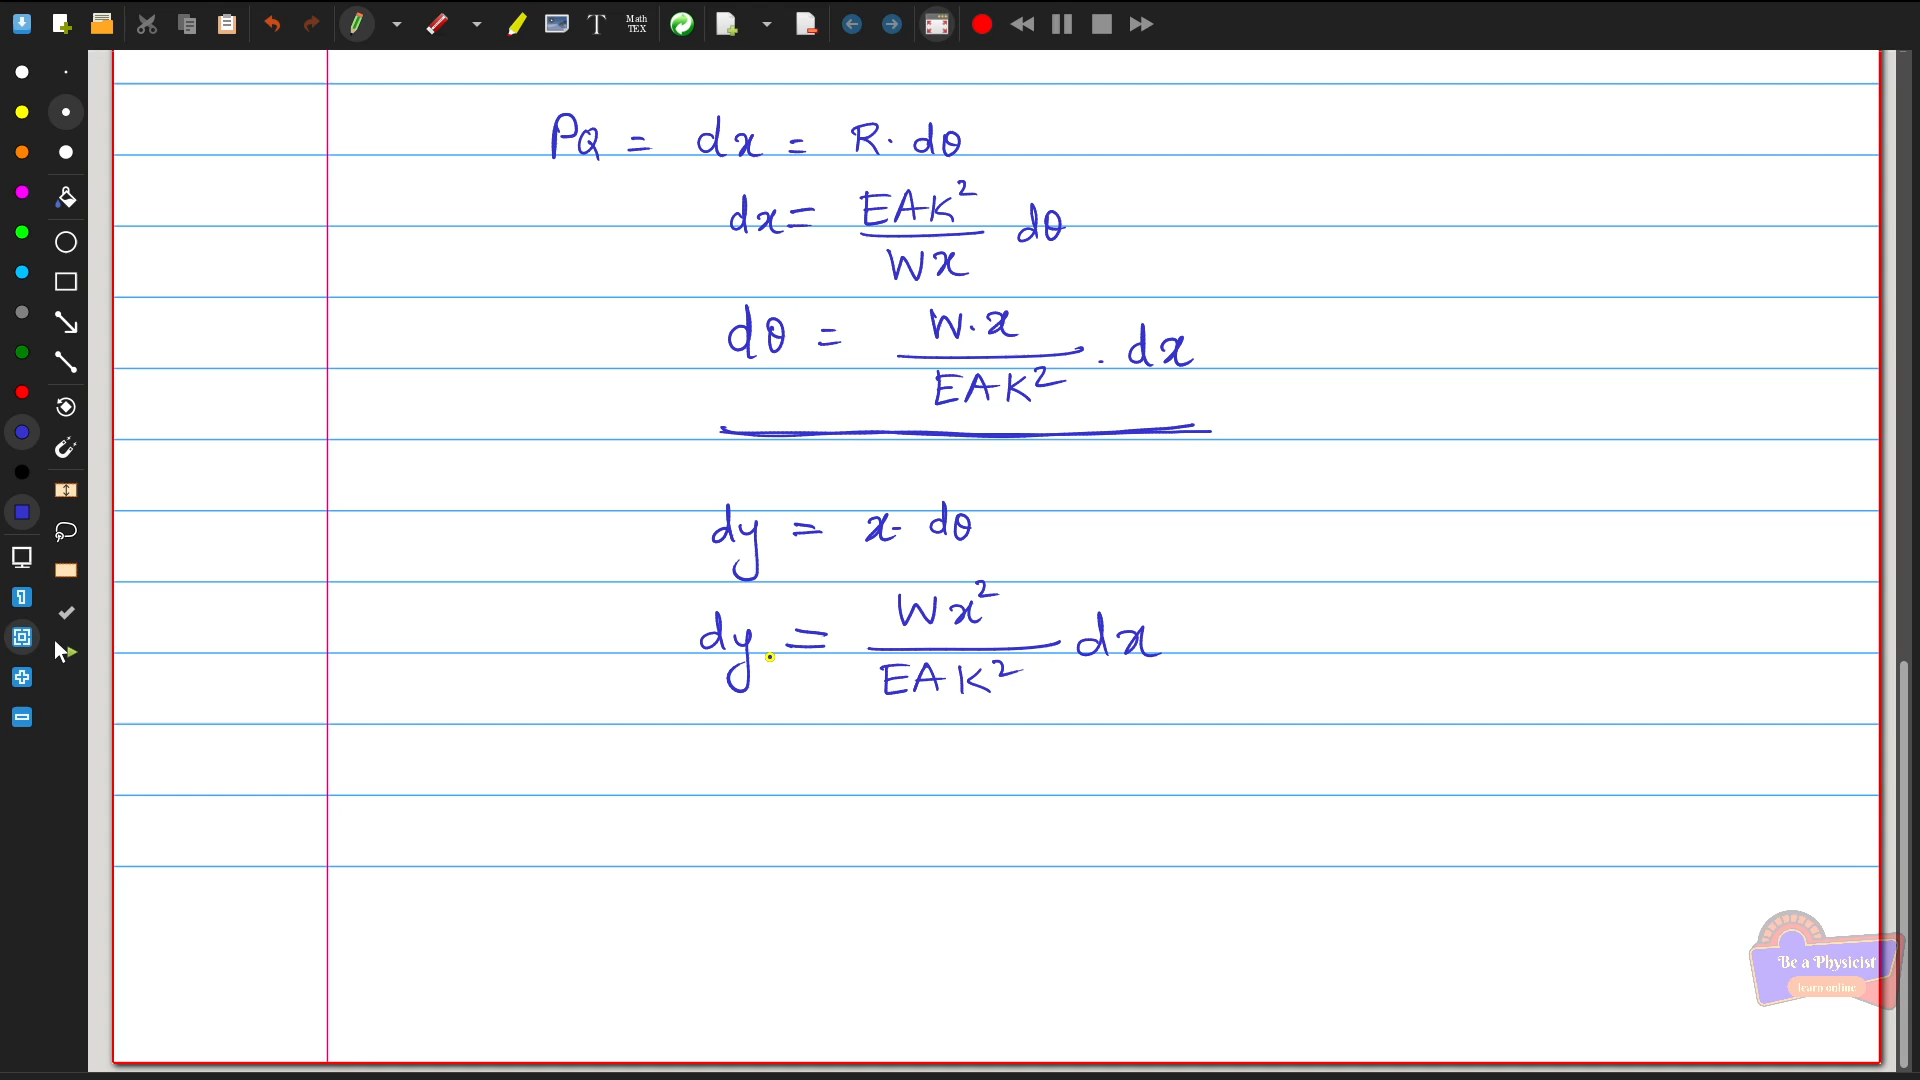 Math
TEX
PQ = dx = R. dθ
dx = EAK² / Wx dθ
dθ = W.x / EAK² . dx
dy = x. dθ
dy = Wx² / EAK² dx
Be a Physicist
learn online